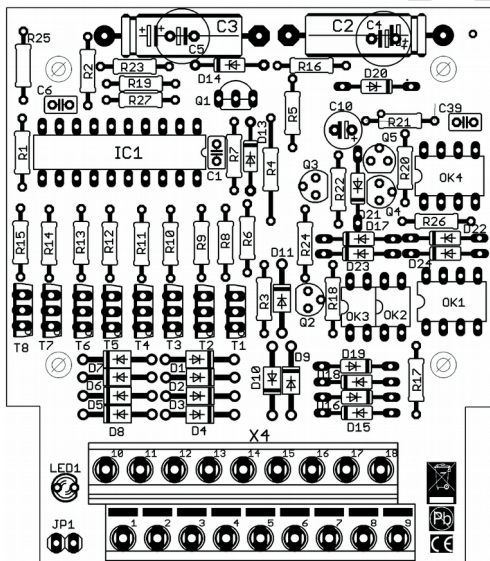 R25
C3
C2
C4
C5
R2
R23
D14
R16
R19
D20
C6
R27
Q1
R5
C10
R21
C39
D13
Q5
R1
IC1
C1
R7
R4
Q3
R22
R20
OK4
D21
Q4
D17
R26
D22
R15
R14
R13
R12
R11
R10
R9
R8
R6
R24
D23
D24
D11
R3
R18
Q2
OK3
OK2
OK1
T8
T7
T6
T5
T4
T3
T2
T1
D7
D1
D10
D9
D19
R17
D6
D2
D18
D5
D3
D16
D8
D4
D15
X4
10 11 12 13 14 15 16 17 18
LED1
JP1
1 2 3 4 5 6 7 8 9
Pb
CE